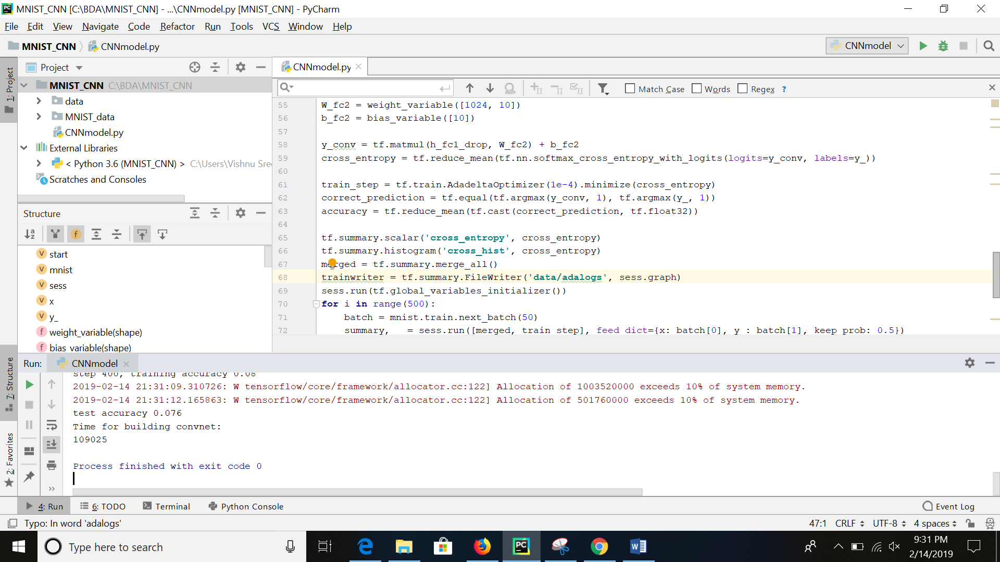 MNIST_CNN [C:\BDA\MNIST_CNN] - ...\CNNmodel.py [MNIST_CNN] - PyCharm
File Edit View Navigate Code Refactor Run Tools VCS Window Help
MNIST_CNN CNNmodel.py
CNNmodel
1: Project
Project
MNIST_CNN C:\BDA\MNIST_CNN
data
MNIST_data
CNNmodel.py
External Libraries
< Python 3.6 (MNIST_CNN) > C:\Users\Vishnu Sree
Scratches and Consoles
Structure
start
mnist
sess
x
y_
weight_variable(shape)
bias_variable(shape)
CNNmodel.py
Match Case Words Regex ?
55 W_fc2 = weight_variable([1024, 10])
56 b_fc2 = bias_variable([10])
57
58 y_conv = tf.matmul(h_fc1_drop, W_fc2) + b_fc2
59 cross_entropy = tf.reduce_mean(tf.nn.softmax_cross_entropy_with_logits(logits=y_conv, labels=y_))
60
61 train_step = tf.train.AdadeltaOptimizer(1e-4).minimize(cross_entropy)
62 correct_prediction = tf.equal(tf.argmax(y_conv, 1), tf.argmax(y_, 1))
63 accuracy = tf.reduce_mean(tf.cast(correct_prediction, tf.float32))
64
65 tf.summary.scalar('cross_entropy', cross_entropy)
66 tf.summary.histogram('cross_hist', cross_entropy)
67 merged = tf.summary.merge_all()
68 trainwriter = tf.summary.FileWriter('data/adalogs', sess.graph)
69 sess.run(tf.global_variables_initializer())
70 for i in range(500):
71 batch = mnist.train.next_batch(50)
72 summary, _ = sess.run([merged, train_step], feed_dict={x: batch[0], y_: batch[1], keep_prob: 0.5})
7: Structure
2: Favorites
Run: CNNmodel
step 400, training accuracy 0.08
2019-02-14 21:31:09.310726: W tensorflow/core/framework/allocator.cc:122] Allocation of 1003520000 exceeds 10% of system memory.
2019-02-14 21:31:12.165863: W tensorflow/core/framework/allocator.cc:122] Allocation of 501760000 exceeds 10% of system memory.
test accuracy 0.076
Time for building convnet:
109025
Process finished with exit code 0
4: Run 6: TODO Terminal Python Console Event Log
Typo: In word 'adalogs' 47:1 CRLF UTF-8 4 spaces
Type here to search
9:31 PM
2/14/2019